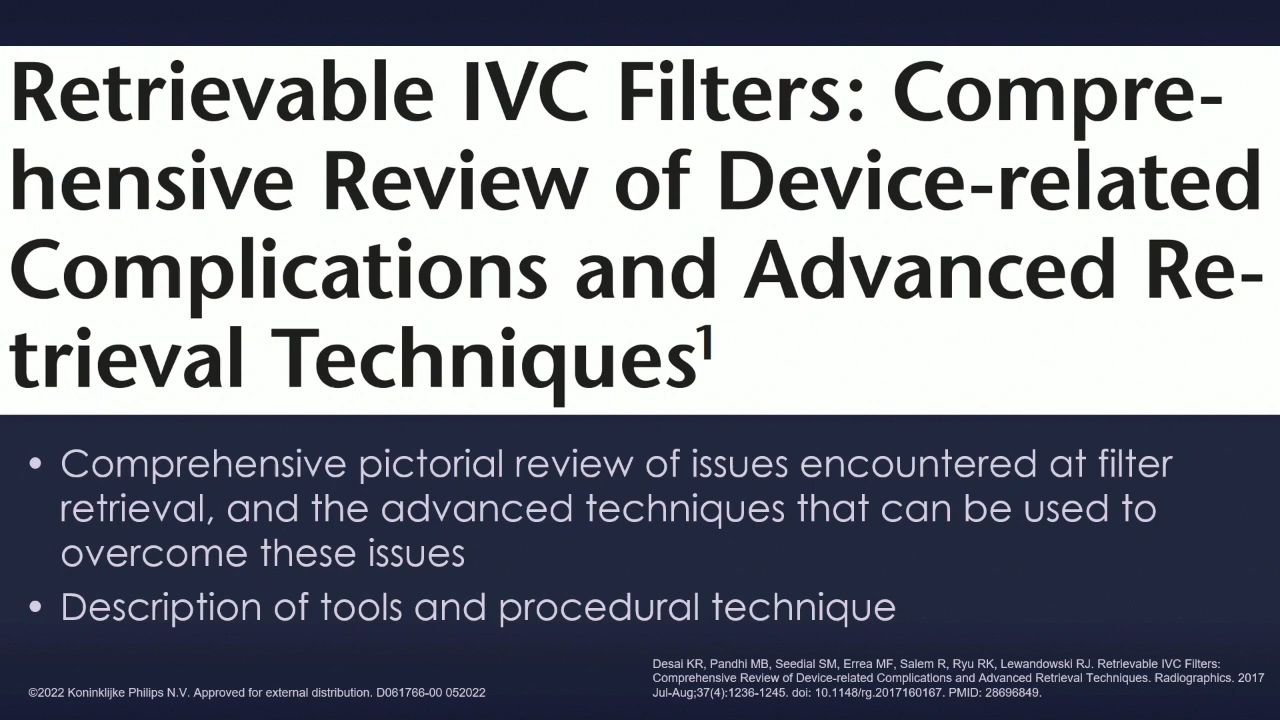 Retrievable IVC Filters: Compre-
hensive Review of Device-related
Complications and Advanced Re-
trieval Techniques¹
• Comprehensive pictorial review of issues encountered at filter
retrieval, and the advanced techniques that can be used to
overcome these issues
• Description of tools and procedural technique
Desai KR, Pandhi MB, Seedial SM, Errea MF, Salem R, Ryu RK, Lewandowski RJ. Retrievable IVC Filters:
Comprehensive Review of Device-related Complications and Advanced Retrieval Techniques. Radiographics. 2017
Jul-Aug;37(4):1236-1245. doi: 10.1148/rg.2017160167. PMID: 28696849.
©2022 Koninklijke Philips N.V. Approved for external distribution. D061766-00 052022